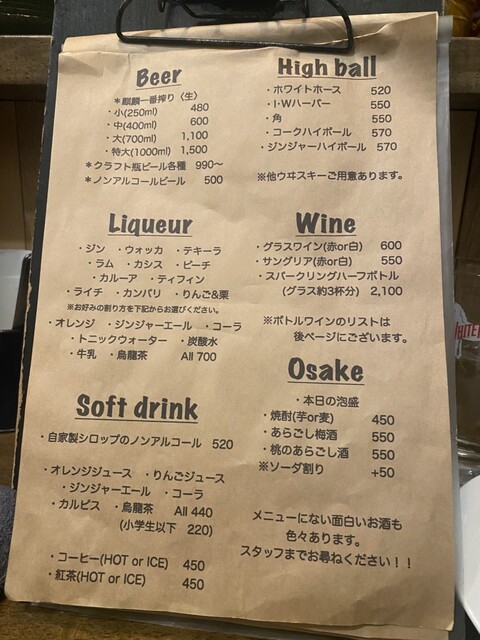 Beer
＊麒麟一番搾り〈生〉
・小(250ml) 480
・中(400ml) 600
・大(700ml) 1,100
・特大(1000ml) 1,500
＊クラフト瓶ビール各種 990〜
＊ノンアルコールビール 500
High ball
・ホワイトホース 520
・I・Wハーパー 550
・角 550
・コークハイボール 570
・ジンジャーハイボール 570
※他ウヰスキーご用意あります。
Liqueur
・ジン ・ウォッカ ・テキーラ
・ラム ・カシス ・ピーチ
・カルーア ・ティフィン
・ライチ ・カンパリ ・りんご&栗
※お好みの割り方を下記からお選びください。
・オレンジ ・ジンジャーエール ・コーラ
・トニックウォーター ・炭酸水
・牛乳 ・烏龍茶 All 700
Wine
・グラスワイン(赤or白) 600
・サングリア(赤or白) 550
・スパークリングハーフボトル
(グラス約3杯分) 2,100
※ボトルワインのリストは
後ページにございます。
Osake
・本日の泡盛
・焼酎(芋or麦) 450
・あらごし梅酒 550
・桃のあらごし酒 550
※ソーダ割り +50
Soft drink
・自家製シロップのノンアルコール 520
・オレンジジュース ・りんごジュース
・ジンジャーエール ・コーラ
・カルピス ・烏龍茶 All 440
(小学生以下 220)
・コーヒー(HOT or ICE) 450
・紅茶(HOT or ICE) 450
メニューにない面白いお酒も
色々あります。
スタッフまでお尋ねください！！